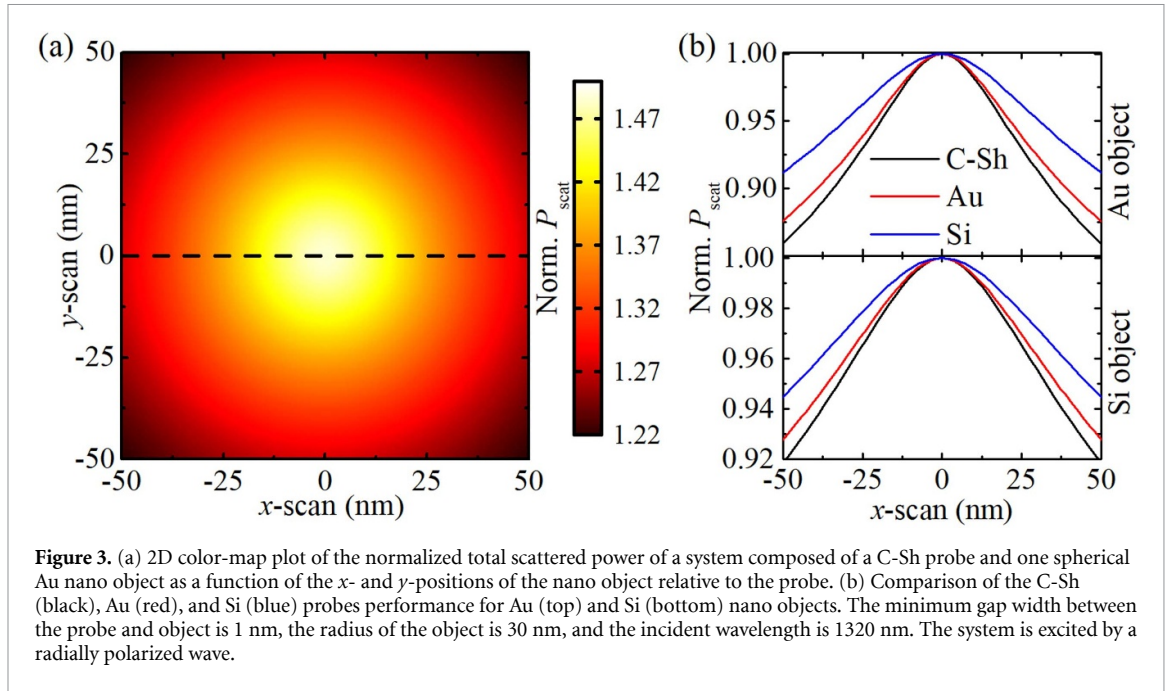 (a)
50
25
0
-25
-50
y-scan (nm)
-50 -25 0 25 50
x-scan (nm)
Norm. P_scat
1.47
1.42
1.37
1.32
1.27
1.22
(b)
1.00
0.95
0.90
C-Sh
Au
Si
Au object
Norm. P_scat
1.00
0.98
0.96
0.94
0.92
Si object
-50 -25 0 25 50
x-scan (nm)
Figure 3. (a) 2D color-map plot of the normalized total scattered power of a system composed of a C-Sh probe and one spherical
Au nano object as a function of the x- and y-positions of the nano object relative to the probe. (b) Comparison of the C-Sh
(black), Au (red), and Si (blue) probes performance for Au (top) and Si (bottom) nano objects. The minimum gap width between
the probe and object is 1 nm, the radius of the object is 30 nm, and the incident wavelength is 1320 nm. The system is excited by a
radially polarized wave.